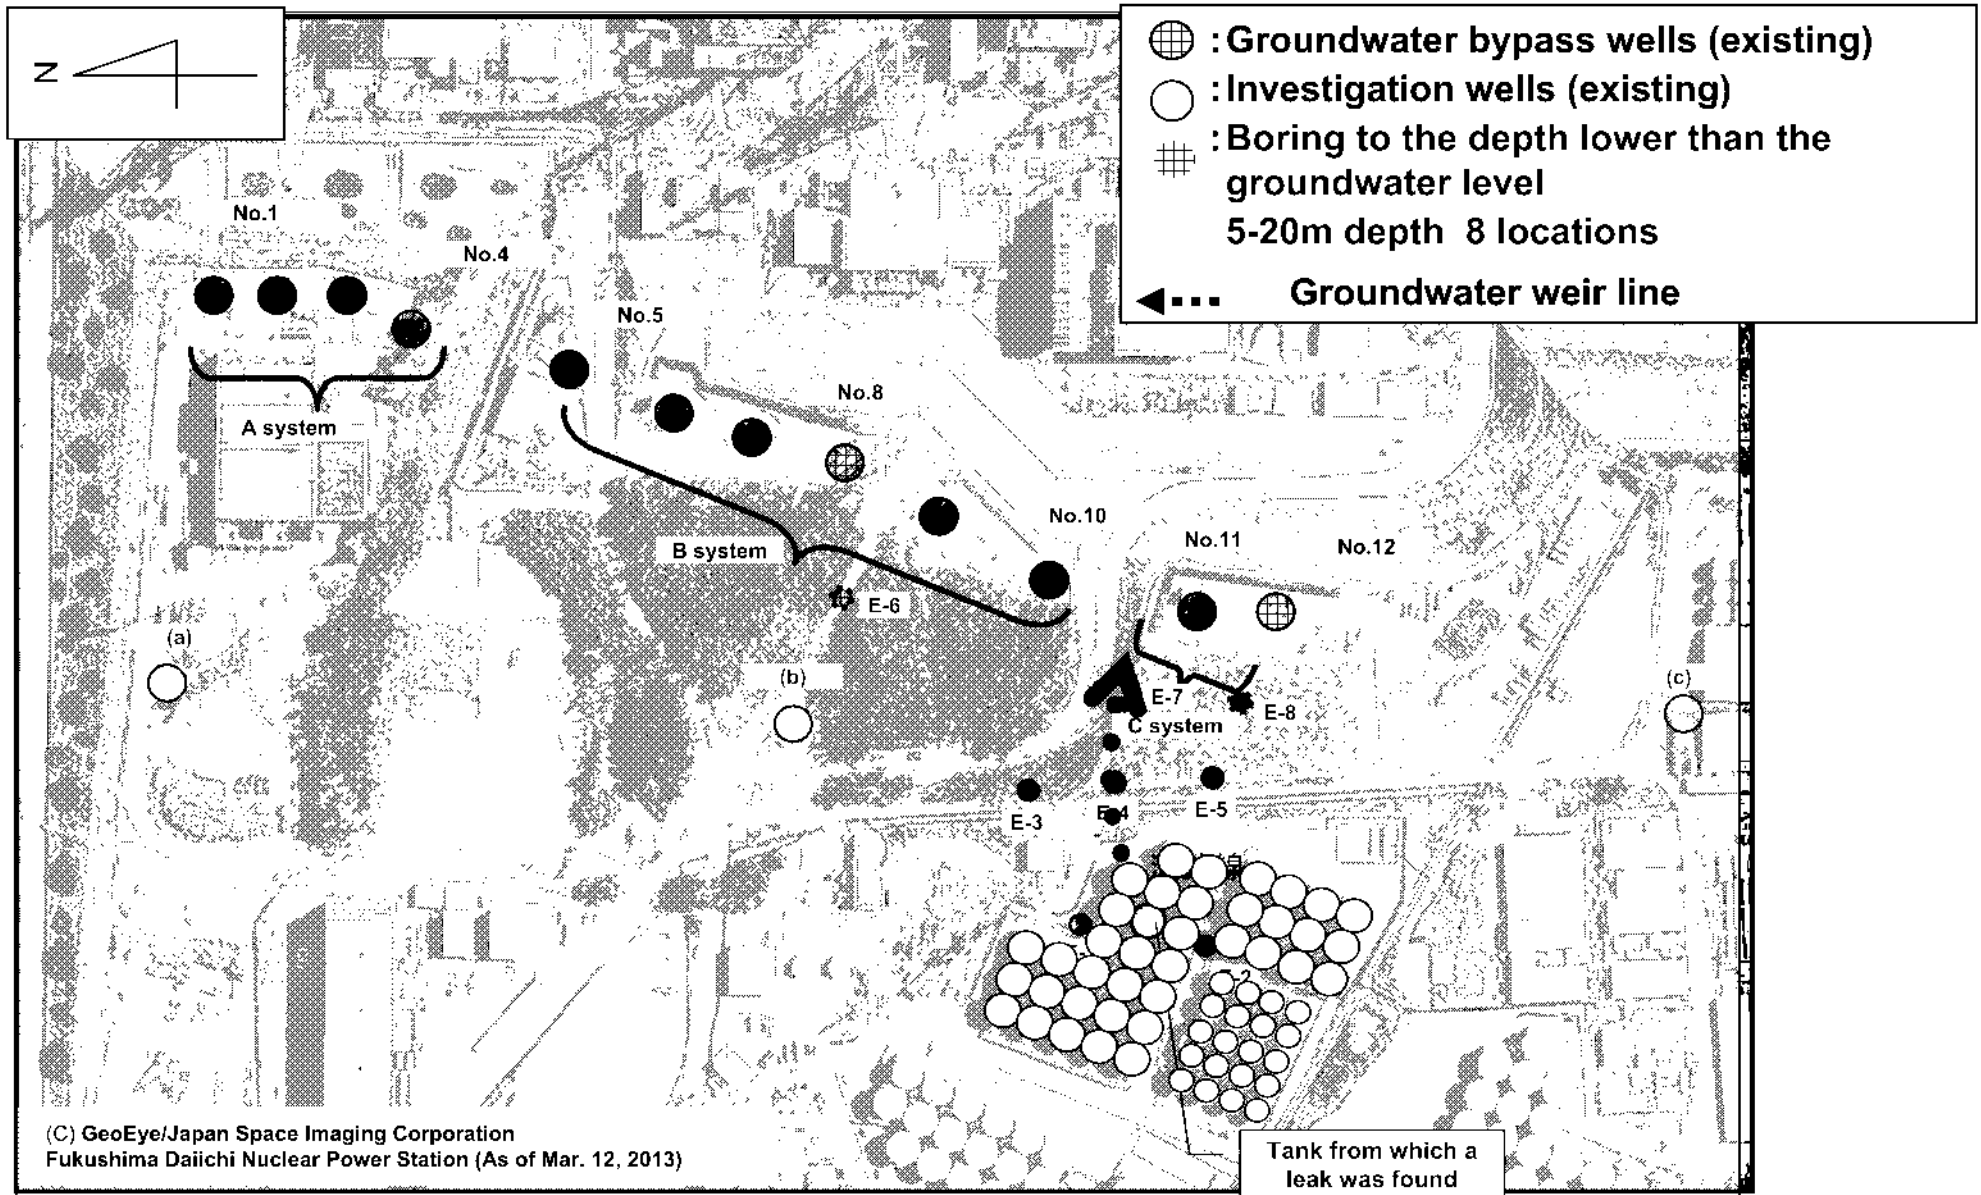 N
: Groundwater bypass wells (existing)
: Investigation wells (existing)
: Boring to the depth lower than the
groundwater level
5-20m depth 8 locations
Groundwater weir line
No.1
No.4
No.5
No.8
No.10
No.11
No.12
A system
B system
E-6
(a)
(b)
(c)
E-7
E-8
C system
E-3
E-4
E-5
Tank from which a
leak was found
(C) GeoEye/Japan Space Imaging Corporation
Fukushima Daiichi Nuclear Power Station (As of Mar. 12, 2013)